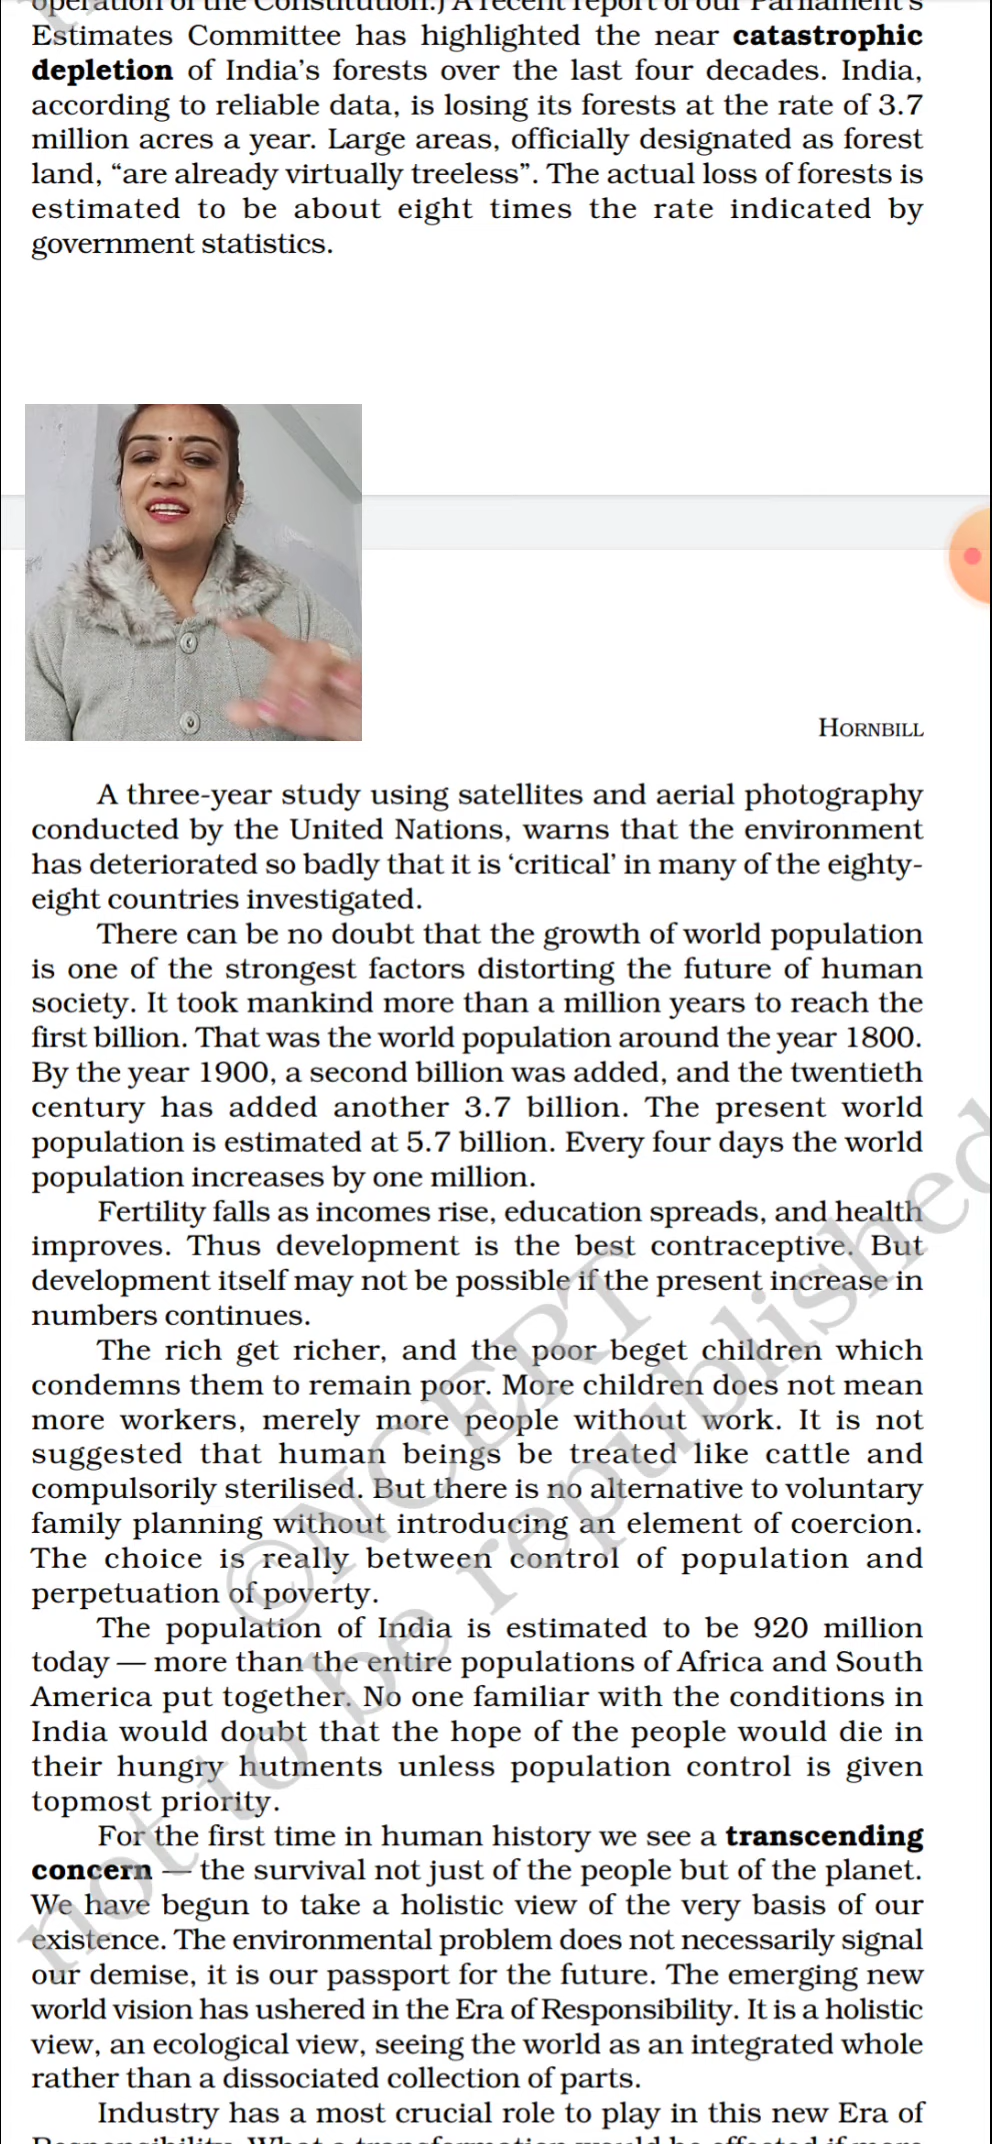 operation of the Constitution.) A recent report of our Parliament's
Estimates Committee has highlighted the near catastrophic
depletion of India's forests over the last four decades. India,
according to reliable data, is losing its forests at the rate of 3.7
million acres a year. Large areas, officially designated as forest
land, “are already virtually treeless”. The actual loss of forests is
estimated to be about eight times the rate indicated by
government statistics.
HORNBILL
A three-year study using satellites and aerial photography
conducted by the United Nations, warns that the environment
has deteriorated so badly that it is ‘critical’ in many of the eighty-
eight countries investigated.
There can be no doubt that the growth of world population
is one of the strongest factors distorting the future of human
society. It took mankind more than a million years to reach the
first billion. That was the world population around the year 1800.
By the year 1900, a second billion was added, and the twentieth
century has added another 3.7 billion. The present world
population is estimated at 5.7 billion. Every four days the world
population increases by one million.
Fertility falls as incomes rise, education spreads, and health
improves. Thus development is the best contraceptive. But
development itself may not be possible if the present increase in
numbers continues.
The rich get richer, and the poor beget children which
condemns them to remain poor. More children does not mean
more workers, merely more people without work. It is not
suggested that human beings be treated like cattle and
compulsorily sterilised. But there is no alternative to voluntary
family planning without introducing an element of coercion.
The choice is really between control of population and
perpetuation of poverty.
The population of India is estimated to be 920 million
today — more than the entire populations of Africa and South
America put together. No one familiar with the conditions in
India would doubt that the hope of the people would die in
their hungry hutments unless population control is given
topmost priority.
For the first time in human history we see a transcending
concern — the survival not just of the people but of the planet.
We have begun to take a holistic view of the very basis of our
existence. The environmental problem does not necessarily signal
our demise, it is our passport for the future. The emerging new
world vision has ushered in the Era of Responsibility. It is a holistic
view, an ecological view, seeing the world as an integrated whole
rather than a dissociated collection of parts.
Industry has a most crucial role to play in this new Era of
©NCERT
not to be republished